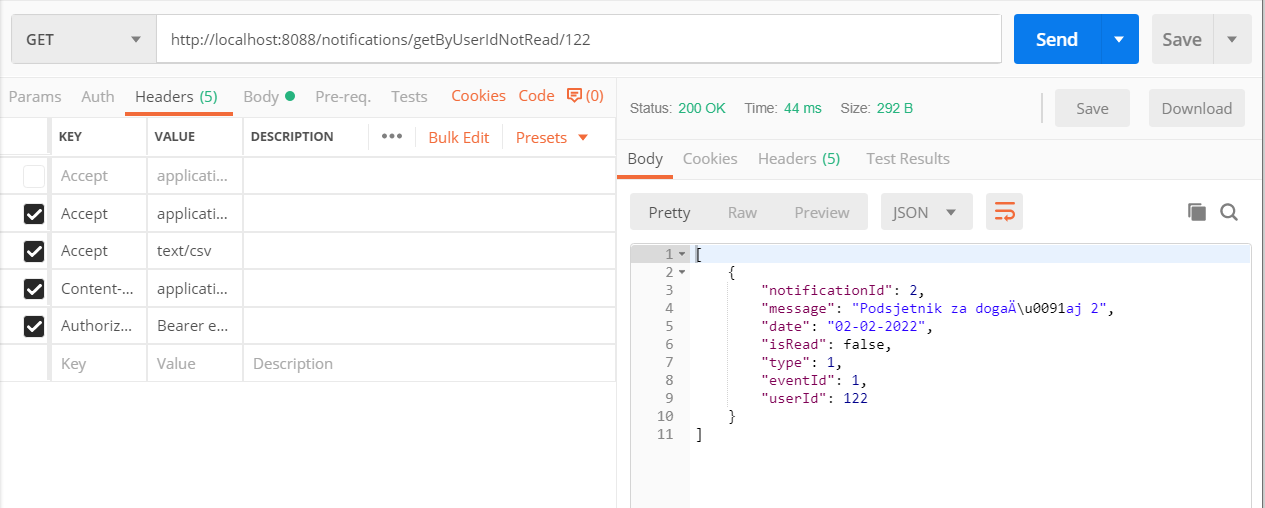 GET http://localhost:8088/notifications/getByUserIdNotRead/122 Send Save
Params Auth Headers (5) Body Pre-req. Tests Cookies Code (0)
KEY VALUE DESCRIPTION ••• Bulk Edit Presets
Accept applicati...
Accept applicati...
Accept text/csv
Content-... applicati...
Authoriz... Bearer e...
Key Value Description
Status: 200 OK Time: 44 ms Size: 292 B Save Download
Body Cookies Headers (5) Test Results
Pretty Raw Preview JSON
1 [
2 {
3 "notificationId": 2,
4 "message": "Podsjetnik za dogaÄ\u0091aj 2",
5 "date": "02-02-2022",
6 "isRead": false,
7 "type": 1,
8 "eventId": 1,
9 "userId": 122
10 }
11 ]